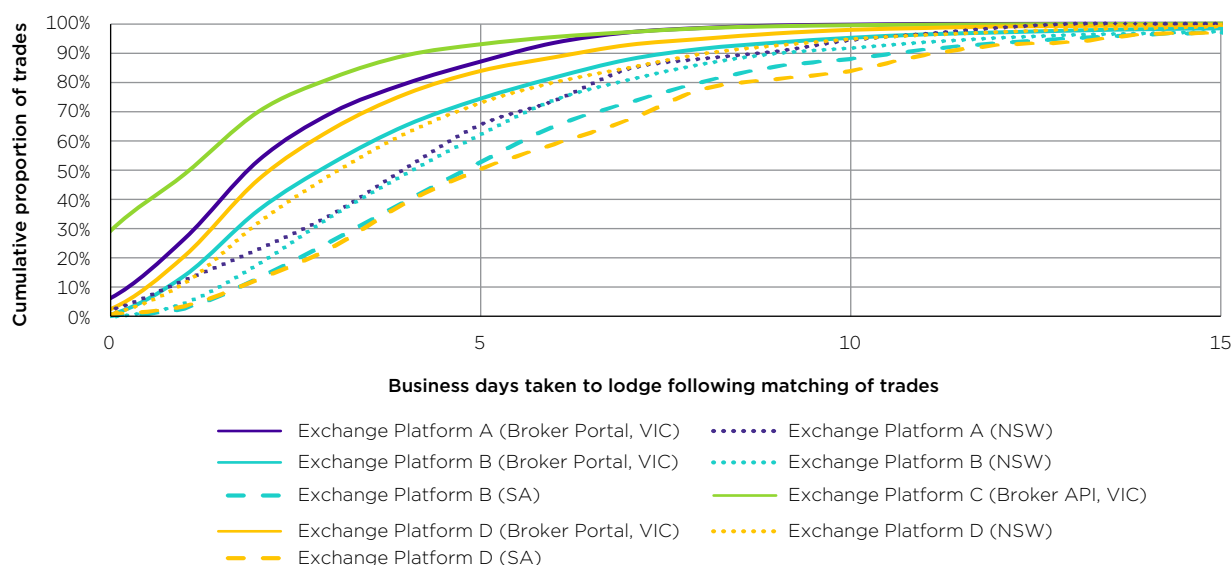 Cumulative proportion of trades
100%
90%
80%
70%
60%
50%
40%
30%
20%
10%
0%
0
5
10
15
Business days taken to lodge following matching of trades
Exchange Platform A (Broker Portal, VIC)
Exchange Platform A (NSW)
Exchange Platform B (Broker Portal, VIC)
Exchange Platform B (NSW)
Exchange Platform B (SA)
Exchange Platform C (Broker API, VIC)
Exchange Platform D (Broker Portal, VIC)
Exchange Platform D (NSW)
Exchange Platform D (SA)